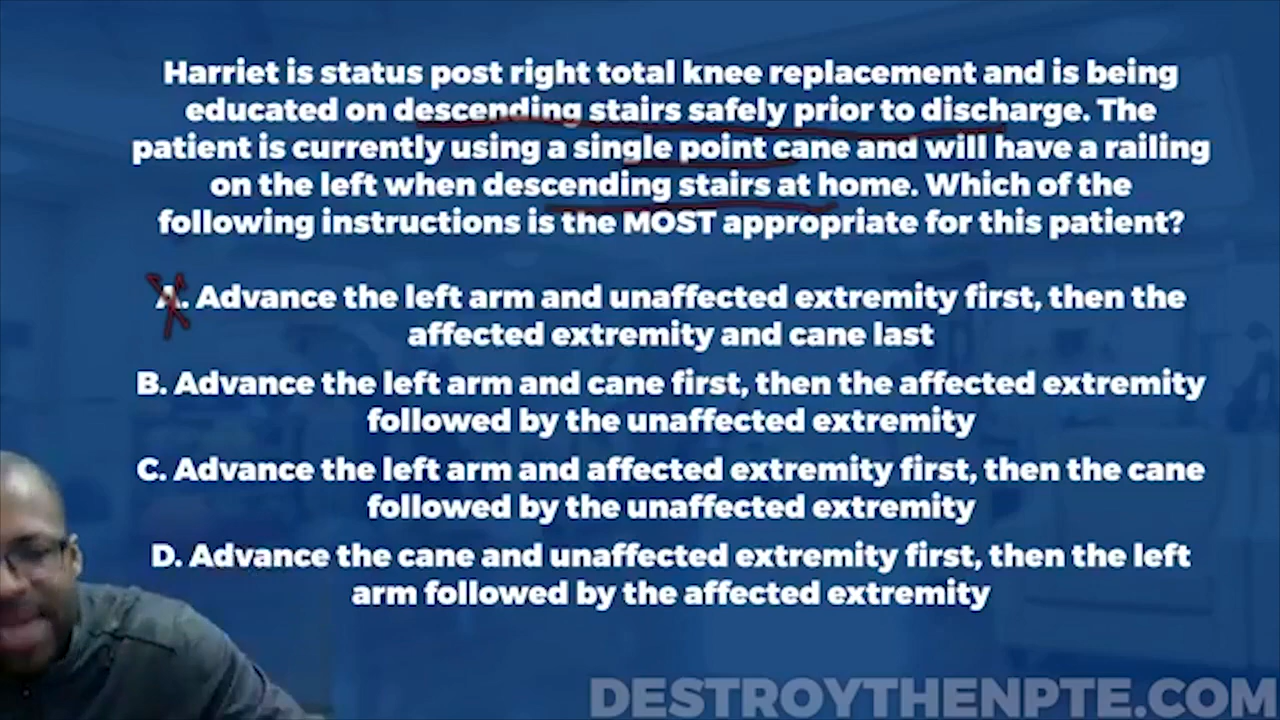 Harriet is status post right total knee replacement and is being
educated on descending stairs safely prior to discharge. The
patient is currently using a single point cane and will have a railing
on the left when descending stairs at home. Which of the
following instructions is the MOST appropriate for this patient?
A. Advance the left arm and unaffected extremity first, then the
affected extremity and cane last
B. Advance the left arm and cane first, then the affected extremity
followed by the unaffected extremity
C. Advance the left arm and affected extremity first, then the cane
followed by the unaffected extremity
D. Advance the cane and unaffected extremity first, then the left
arm followed by the affected extremity
DESTROYTHENPTE.COM